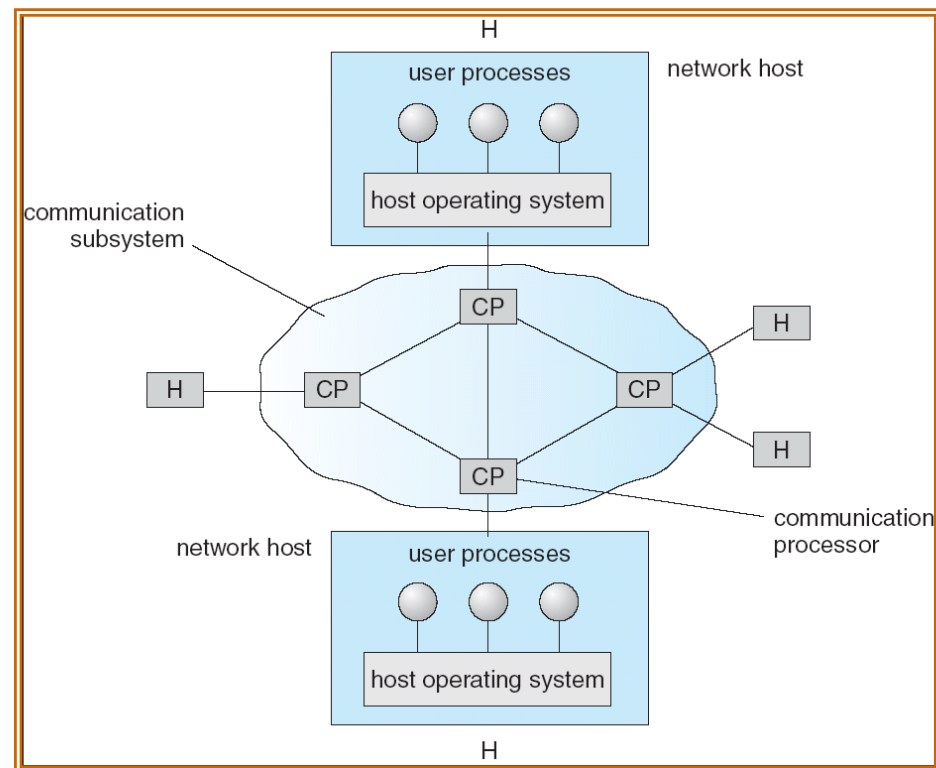 H
user processes
network host
host operating system
communication
subsystem
CP
H
H
CP
CP
H
CP
communication
processor
network host
user processes
host operating system
H